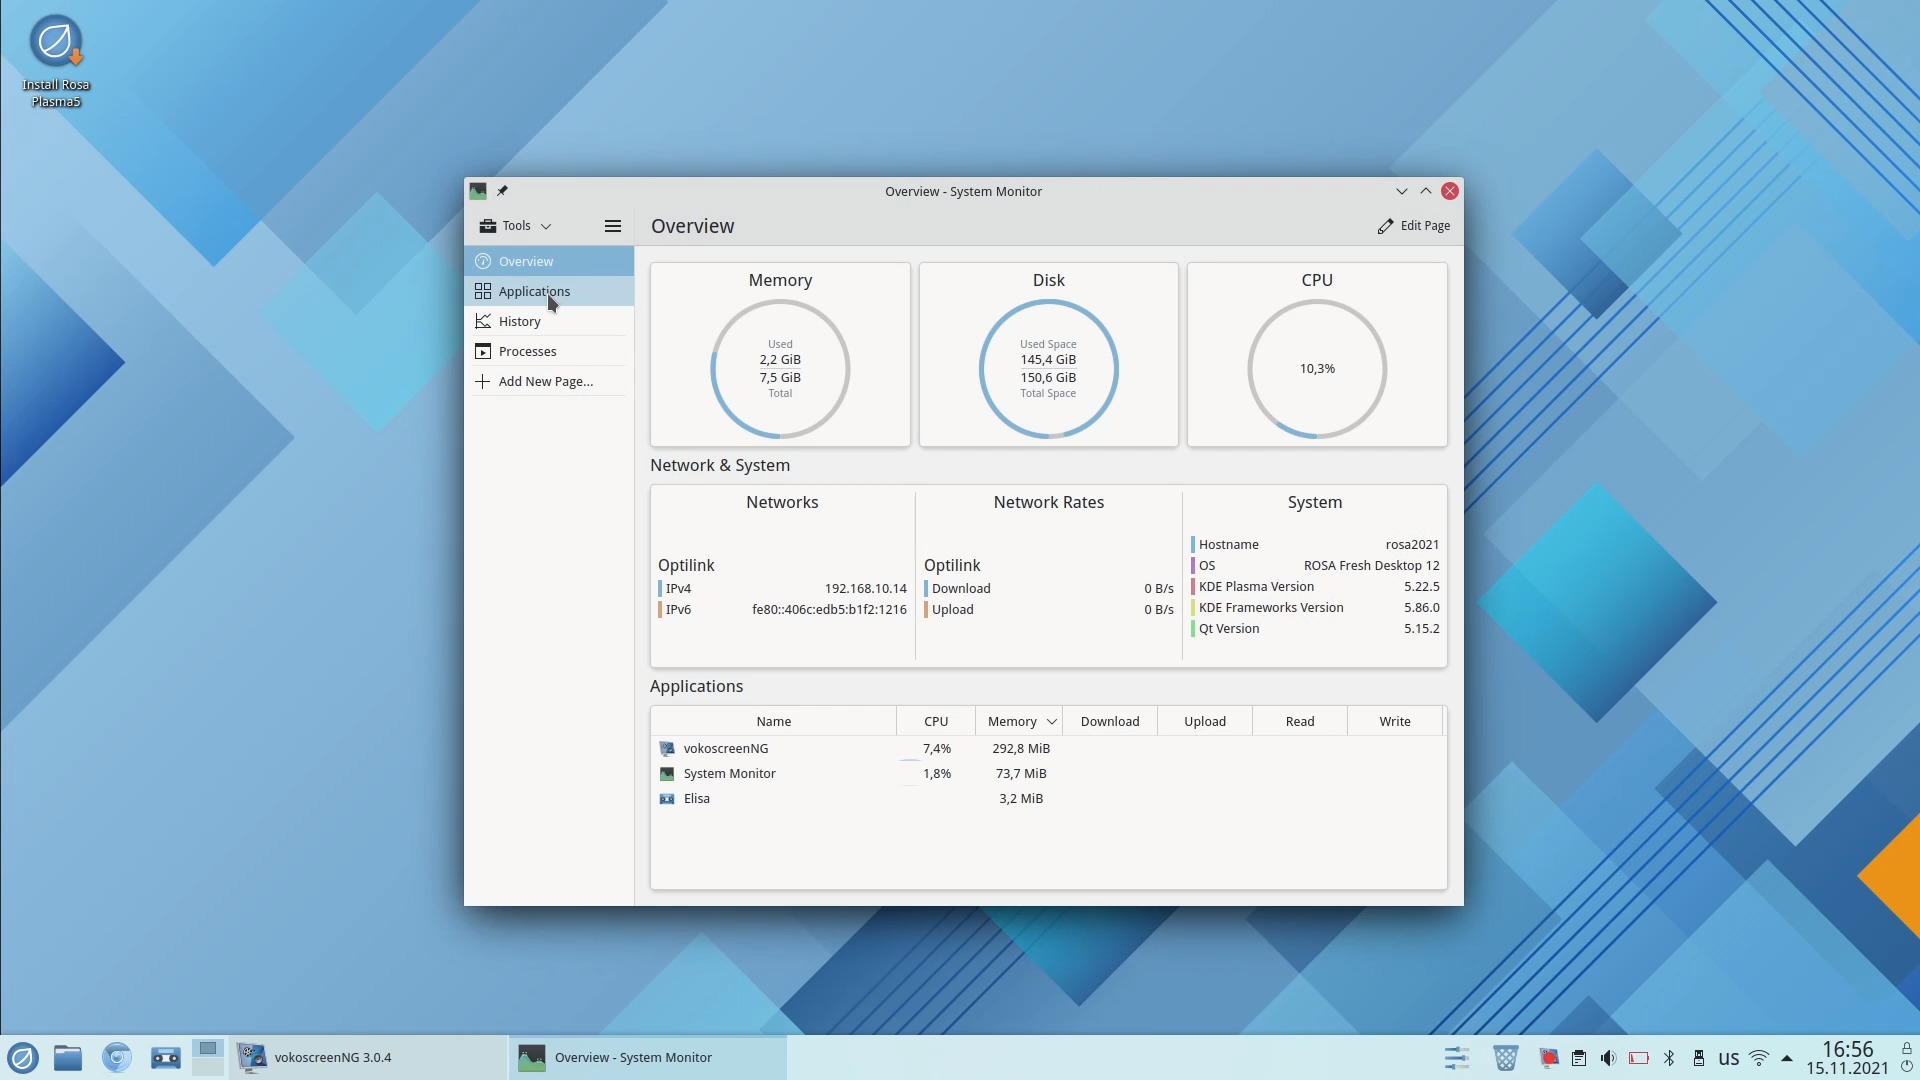 Install Rosa
Plasma5
Overview - System Monitor
Tools
Overview
Edit Page
Overview
Applications
History
Processes
Add New Page...
Memory
Used
2,2 GiB
7,5 GiB
Total
Disk
Used Space
145,4 GiB
150,6 GiB
Total Space
CPU
10,3%
Network & System
Networks
Optilink
IPv4 192.168.10.14
IPv6 fe80::406c:edb5:b1f2:1216
Network Rates
Optilink
Download 0 B/s
Upload 0 B/s
System
Hostname rosa2021
OS ROSA Fresh Desktop 12
KDE Plasma Version 5.22.5
KDE Frameworks Version 5.86.0
Qt Version 5.15.2
Applications
Name CPU Memory Download Upload Read Write
vokoscreenNG 7,4% 292,8 MiB
System Monitor 1,8% 73,7 MiB
Elisa 3,2 MiB
vokoscreenNG 3.0.4
Overview - System Monitor
us
16:56
15.11.2021